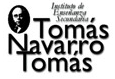 Instituto de
Enseñanza
Secundaria
Tomás
Navarro
Tomás